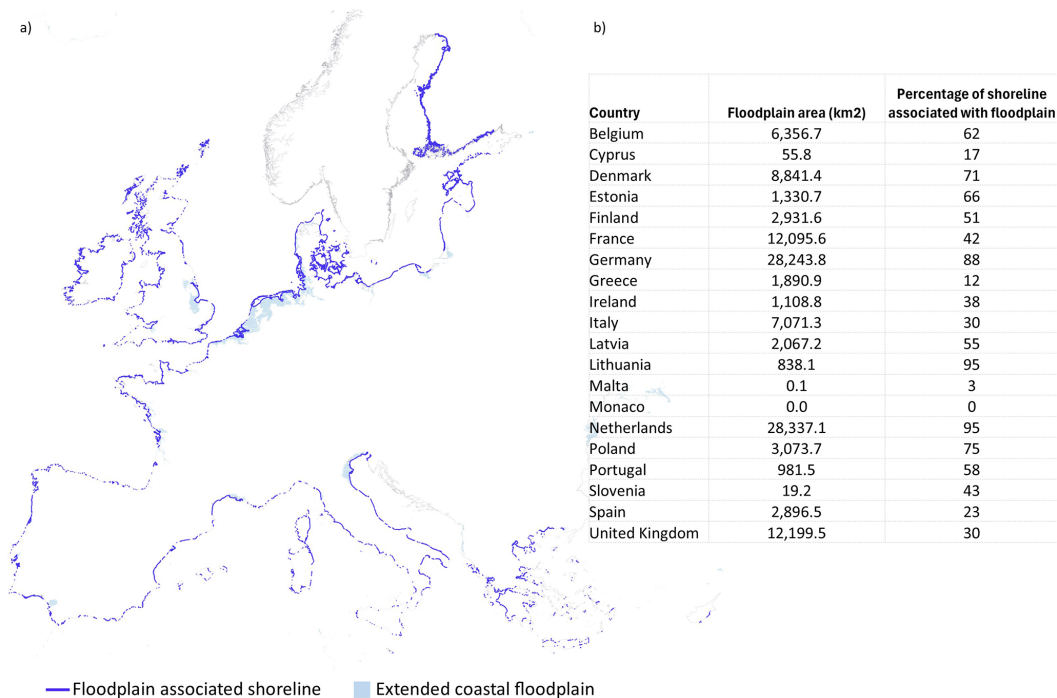 a)
b)
Country Floodplain area (km2) Percentage of shoreline associated with floodplain
Belgium 6,356.7 62
Cyprus 55.8 17
Denmark 8,841.4 71
Estonia 1,330.7 66
Finland 2,931.6 51
France 12,095.6 42
Germany 28,243.8 88
Greece 1,890.9 12
Ireland 1,108.8 38
Italy 7,071.3 30
Latvia 2,067.2 55
Lithuania 838.1 95
Malta 0.1 3
Monaco 0.0 0
Netherlands 28,337.1 95
Poland 3,073.7 75
Portugal 981.5 58
Slovenia 19.2 43
Spain 2,896.5 23
United Kingdom 12,199.5 30
Floodplain associated shoreline
Extended coastal floodplain